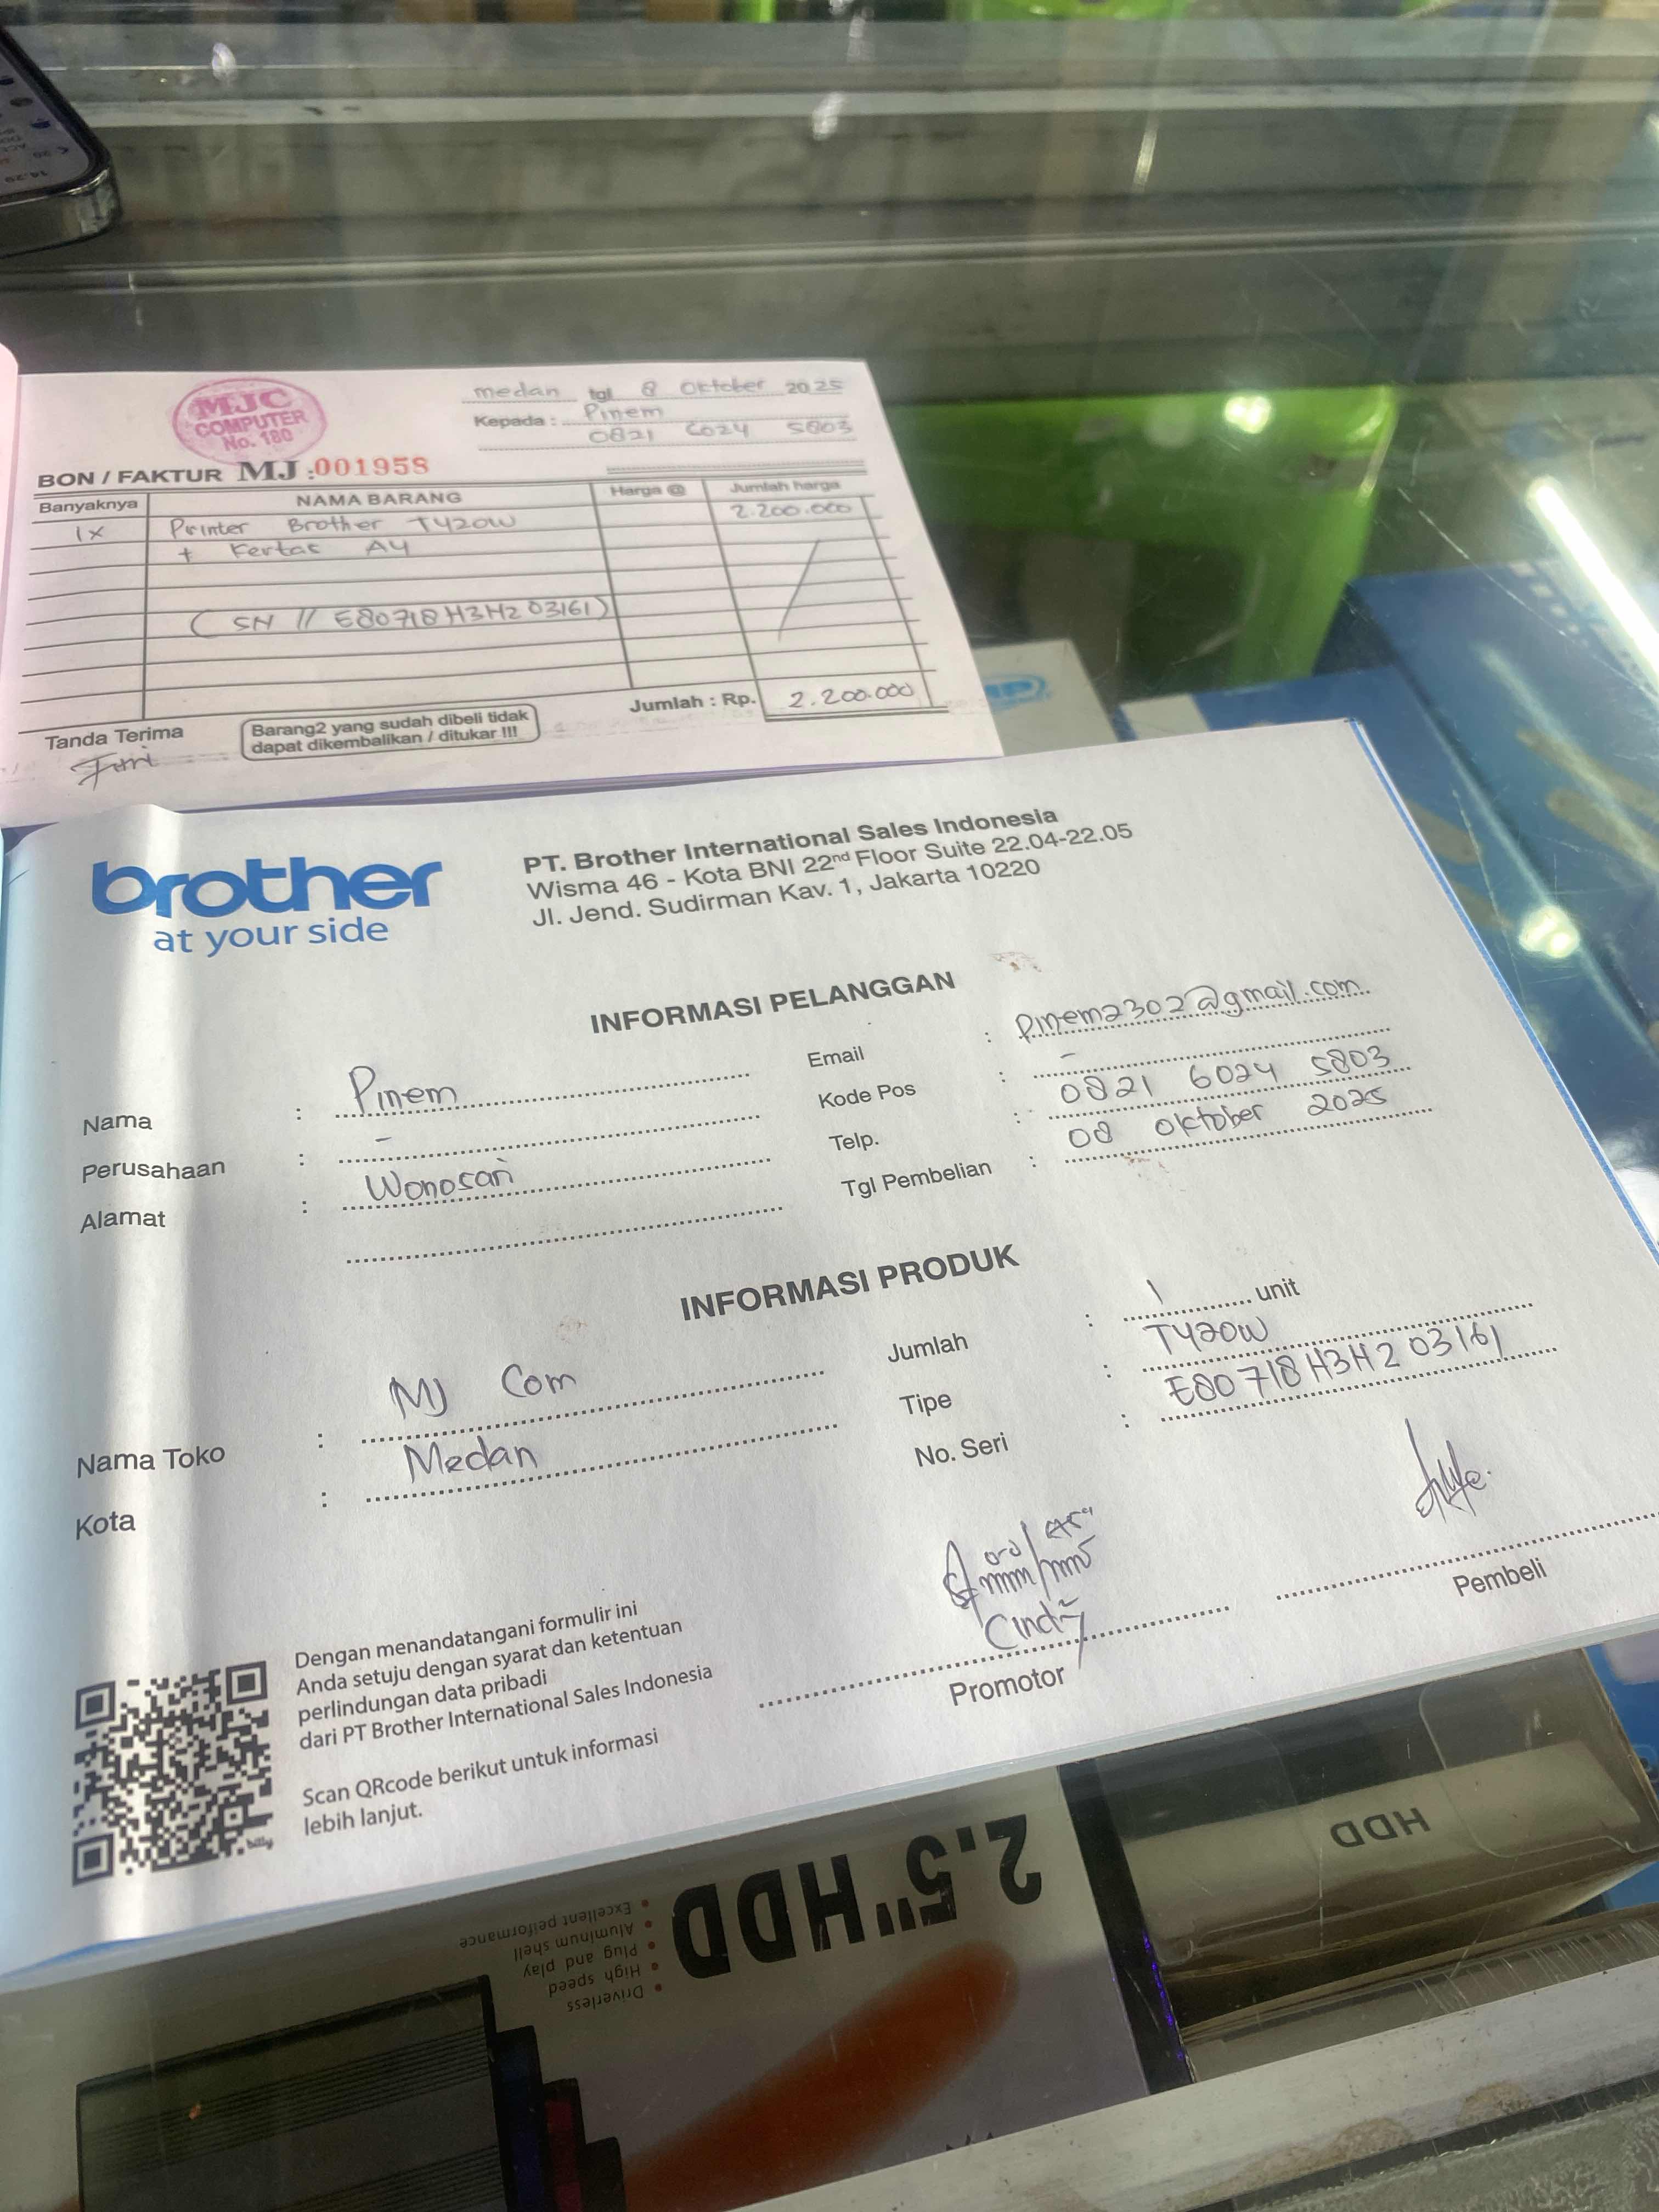 MJC
COMPUTER
No. 180
medan tgl 8 Oktober 2025
Kepada : Pinem
0821 6024 5803
BON / FAKTUR MJ :001958
Banyaknya NAMA BARANG Harga @ Jumlah harga
1x Printer Brother T420W 2.200.000
+ Kertas A4
( SN // E80718H3H203161)
Jumlah : Rp. 2.200.000
Tanda Terima
Barang2 yang sudah dibeli tidak
dapat dikembalikan / ditukar !!!
brother
at your side
PT. Brother International Sales Indonesia
Wisma 46 - Kota BNI 22nd Floor Suite 22.04-22.05
Jl. Jend. Sudirman Kav. 1, Jakarta 10220
INFORMASI PELANGGAN
Nama : Pinem
Perusahaan : -
Alamat : Wonosari
Email : Pinem2302@gmail.com
Kode Pos : -
Telp. : 0821 6024 5803
Tgl Pembelian : 08 Oktober 2025
INFORMASI PRODUK
Nama Toko : MJ Com
Kota : Medan
Jumlah : 1 unit
Tipe : T420W
No. Seri : E80718H3H203161
Cindy
Promotor
Pembeli
Dengan menandatangani formulir ini
Anda setuju dengan syarat dan ketentuan
perlindungan data pribadi
dari PT Brother International Sales Indonesia
Scan QRcode berikut untuk informasi
lebih lanjut.
billy
2.5"HDD
Driverless
High speed
Plug and play
Aluminum shell
Excellent performance
HDD